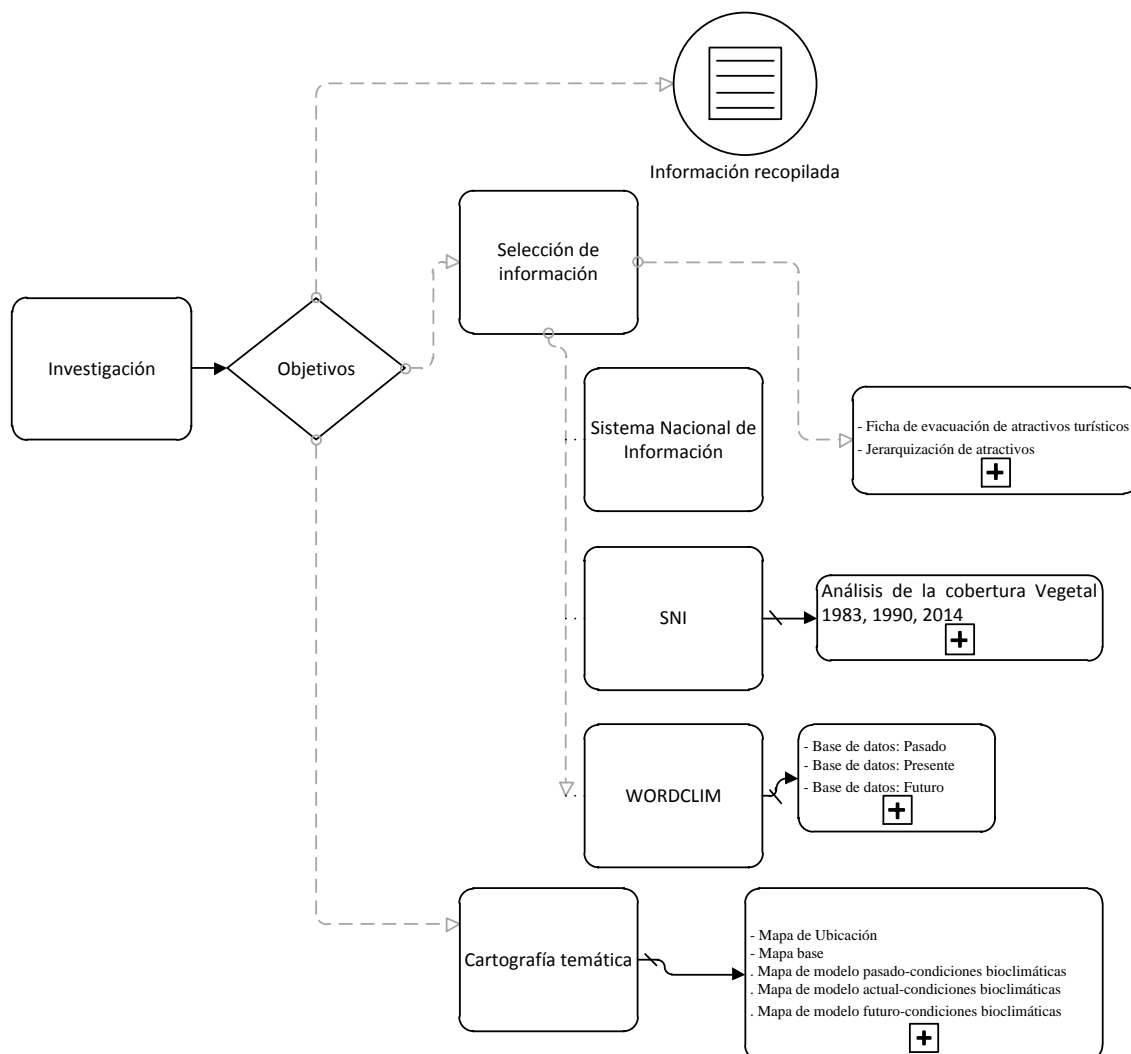 Información recopilada
Selección de
información
Investigación
Objetivos
Sistema Nacional de
Información
- Ficha de evacuación de atractivos turísticos
- Jerarquización de atractivos
SNI
Análisis de la cobertura Vegetal
1983, 1990, 2014
WORDCLIM
- Base de datos: Pasado
- Base de datos: Presente
- Base de datos: Futuro
Cartografía temática
- Mapa de Ubicación
- Mapa base
. Mapa de modelo pasado-condiciones bioclimáticas
. Mapa de modelo actual-condiciones bioclimáticas
. Mapa de modelo futuro-condiciones bioclimáticas